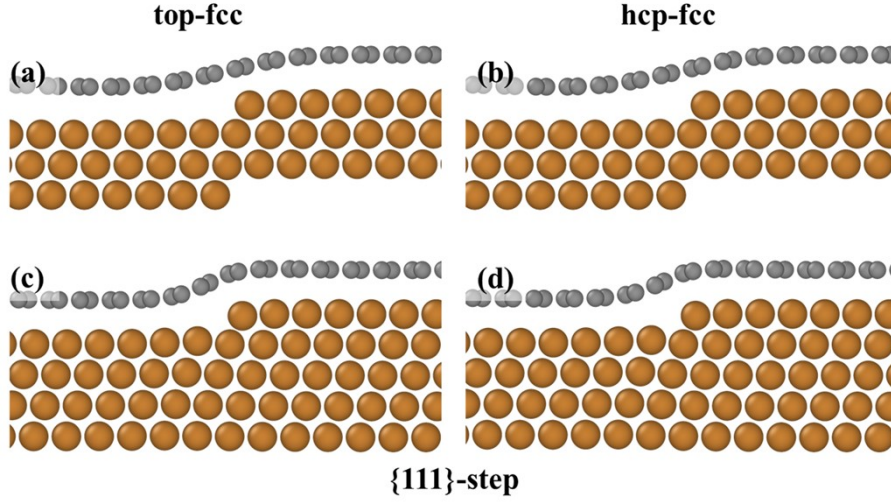 top-fcc
hcp-fcc
(a)
(b)
(c)
(d)
{111}-step